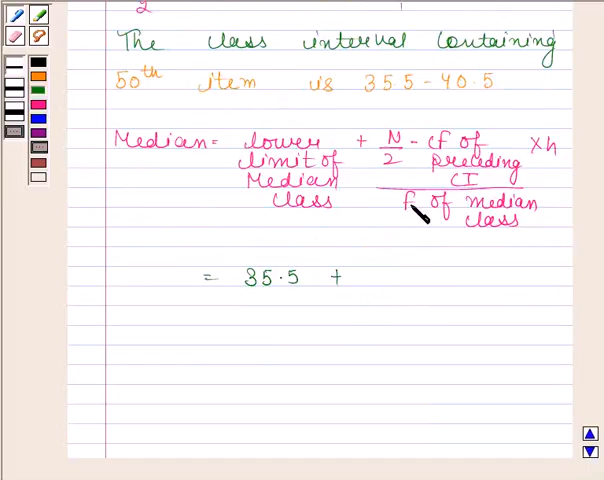 2
The class interval containing
50th item is 35.5 - 40.5
Median = lower limit of Median class + N/2 - cf of preceding CI / f of median class × h
= 35.5 +